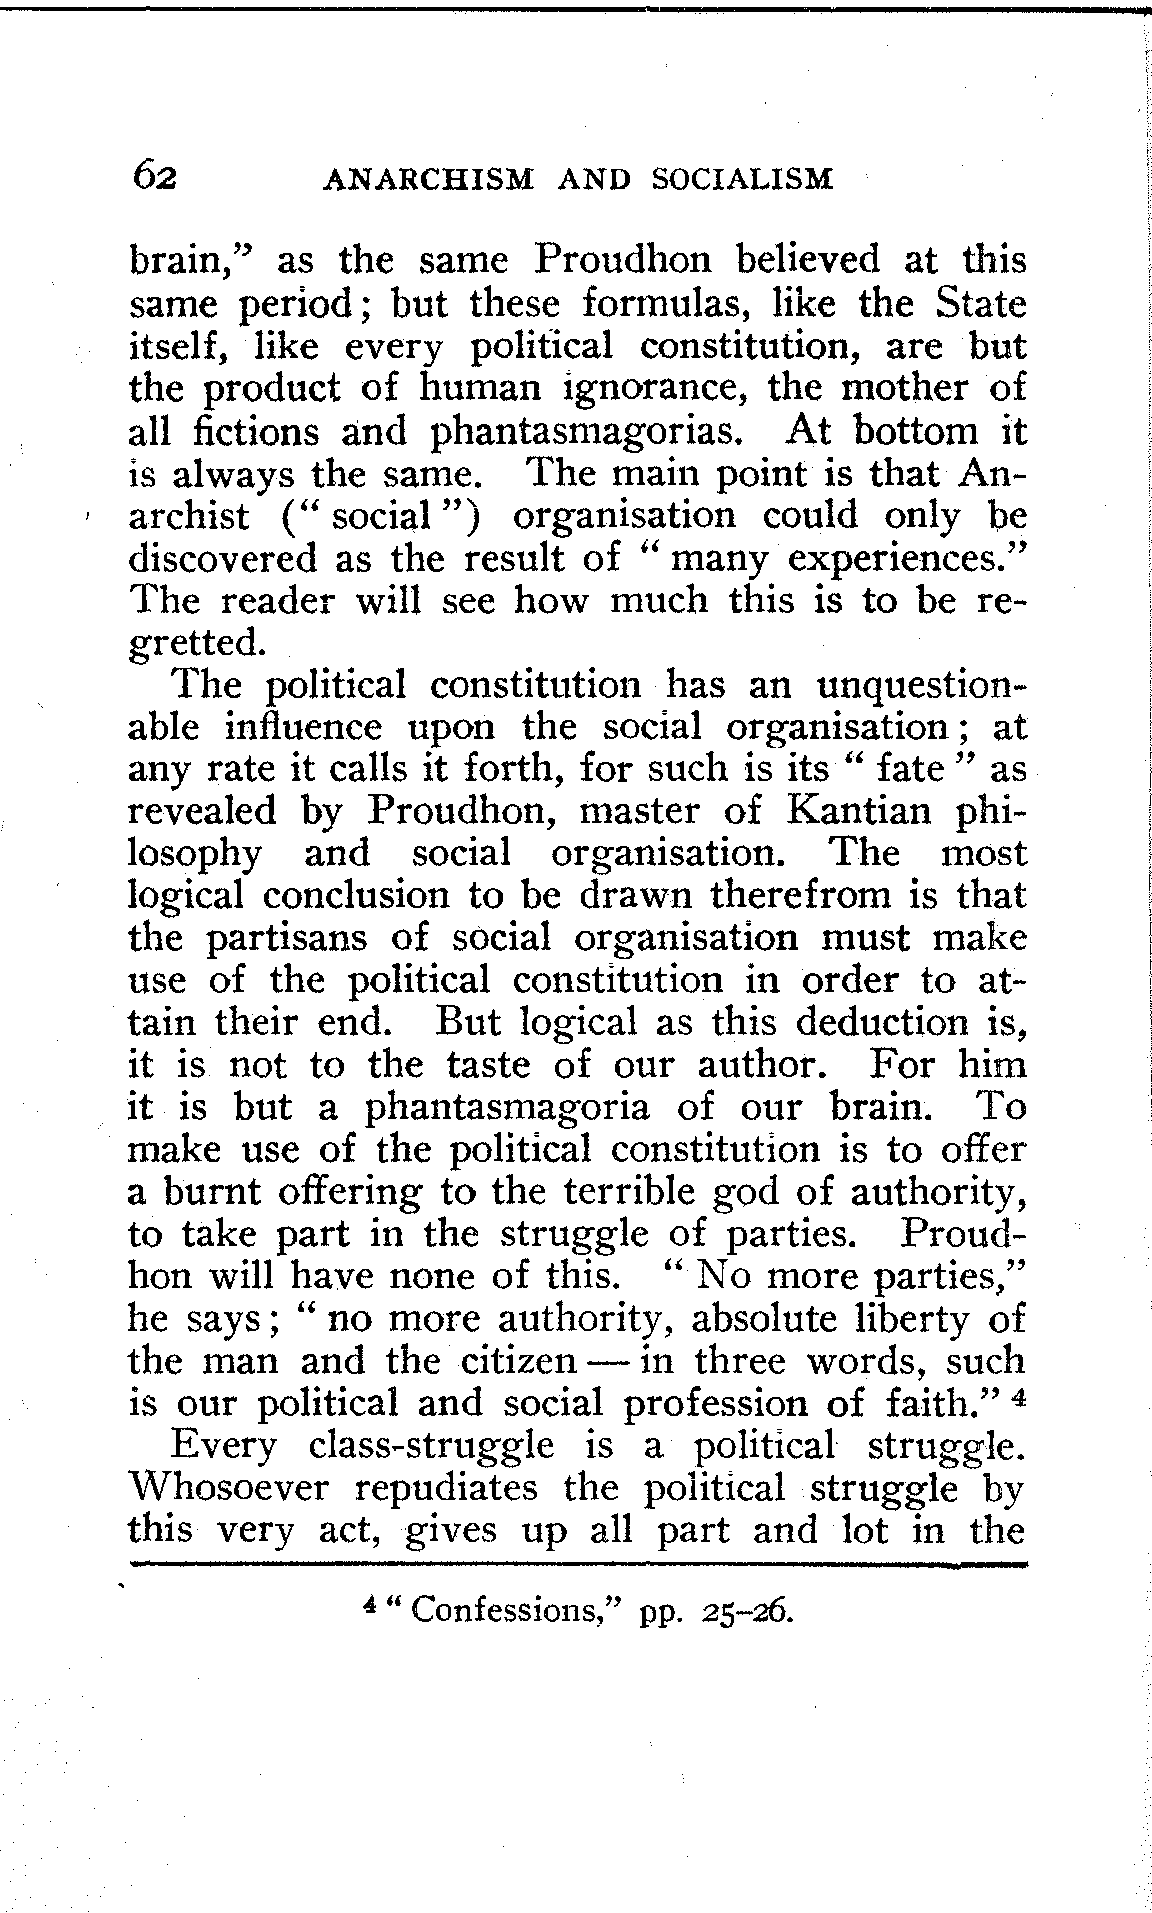 62 ANARCHISM AND SOCIALISM
brain,” as the same Proudhon believed at this
same period; but these formulas, like the State
itself, like every political constitution, are but
the product of human ignorance, the mother of
all fictions and phantasmagorias. At bottom it
is always the same. The main point is that An-
archist (“ social ”) organisation could only be
discovered as the result of “ many experiences.”
The reader will see how much this is to be re-
gretted.
The political constitution has an unquestion-
able influence upon the social organisation; at
any rate it calls it forth, for such is its “ fate ” as
revealed by Proudhon, master of Kantian phi-
losophy and social organisation. The most
logical conclusion to be drawn therefrom is that
the partisans of social organisation must make
use of the political constitution in order to at-
tain their end. But logical as this deduction is,
it is not to the taste of our author. For him
it is but a phantasmagoria of our brain. To
make use of the political constitution is to offer
a burnt offering to the terrible god of authority,
to take part in the struggle of parties. Proud-
hon will have none of this. “ No more parties,”
he says; “ no more authority, absolute liberty of
the man and the citizen — in three words, such
is our political and social profession of faith.” 4
Every class-struggle is a political struggle.
Whosoever repudiates the political struggle by
this very act, gives up all part and lot in the
4 “ Confessions,” pp. 25–26.